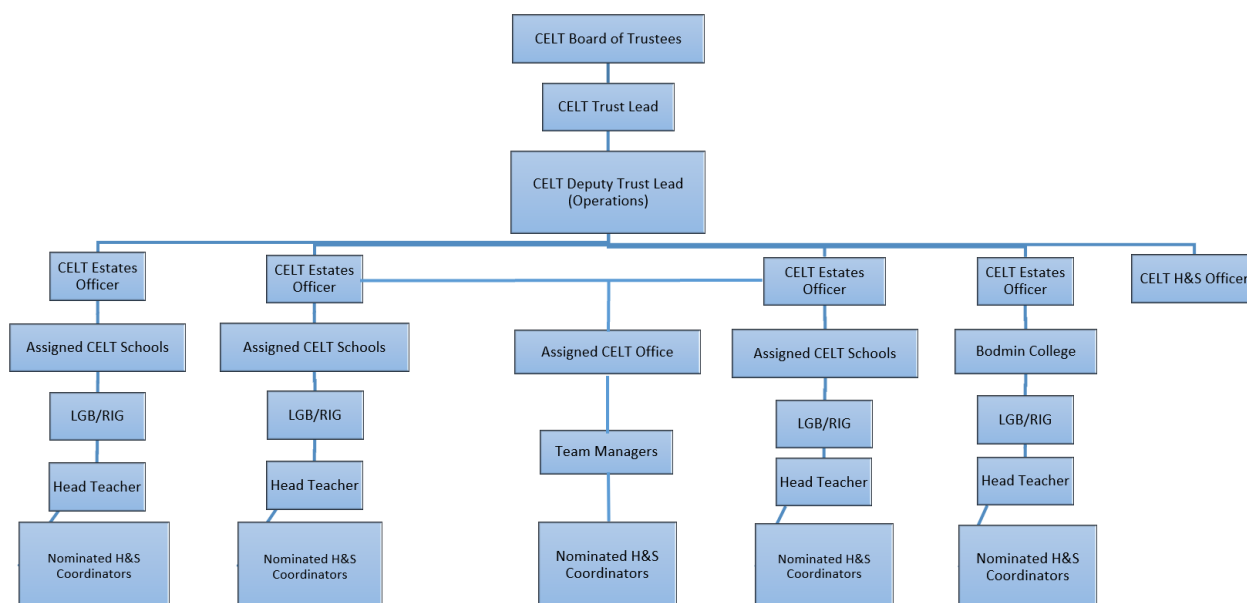 CELT Board of Trustees
CELT Trust Lead
CELT Deputy Trust Lead
(Operations)
CELT Estates
Officer
CELT Estates
Officer
CELT Estates
Officer
CELT Estates
Officer
CELT H&S Officer
Assigned CELT Schools
Assigned CELT Schools
Assigned CELT Office
Assigned CELT Schools
Bodmin College
LGB/RIG
LGB/RIG
LGB/RIG
LGB/RIG
Team Managers
Head Teacher
Head Teacher
Head Teacher
Head Teacher
Nominated H&S
Coordinators
Nominated H&S
Coordinators
Nominated H&S
Coordinators
Nominated H&S
Coordinators
Nominated H&S
Coordinators